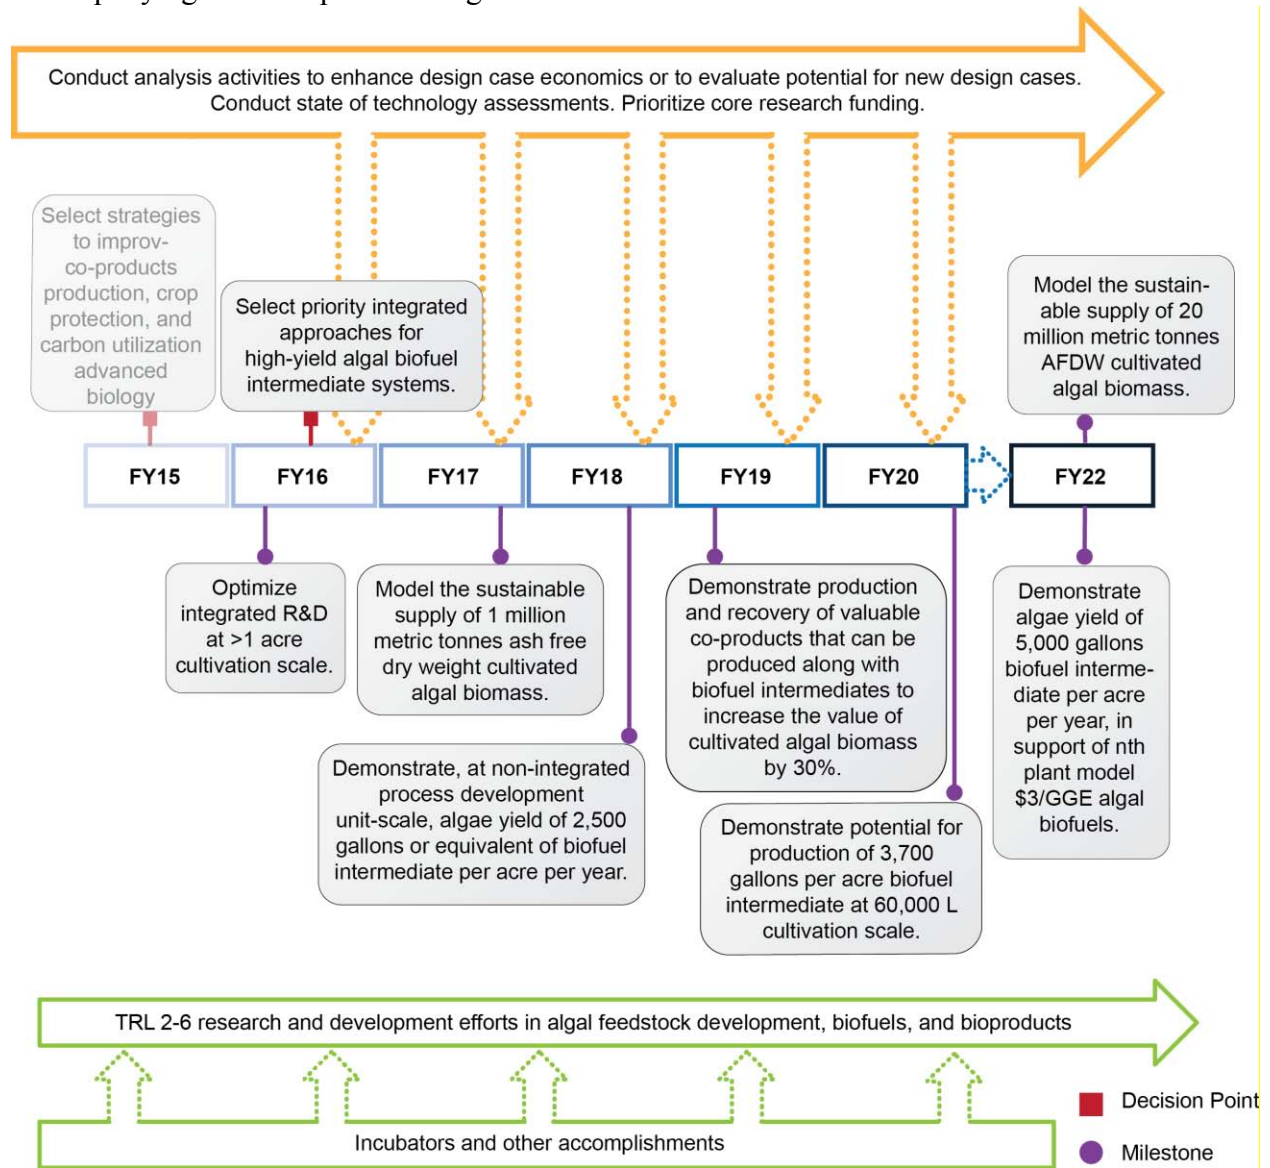 Conduct analysis activities to enhance design case economics or to evaluate potential for new design cases.
Conduct state of technology assessments. Prioritize core research funding.
Select strategies
to improv-
co-products
production, crop
protection, and
carbon utilization
advanced
biology
Select priority integrated
approaches for
high-yield algal biofuel
intermediate systems.
Model the sustain-
able supply of 20
million metric tonnes
AFDW cultivated
algal biomass.
FY15
FY16
FY17
FY18
FY19
FY20
FY22
Optimize
integrated R&D
at >1 acre
cultivation scale.
Model the sustainable
supply of 1 million
metric tonnes ash free
dry weight cultivated
algal biomass.
Demonstrate, at non-integrated
process development
unit-scale, algae yield of 2,500
gallons or equivalent of biofuel
intermediate per acre per year.
Demonstrate production
and recovery of valuable
co-products that can be
produced along with
biofuel intermediates to
increase the value of
cultivated algal biomass
by 30%.
Demonstrate potential for
production of 3,700
gallons per acre biofuel
intermediate at 60,000 L
cultivation scale.
Demonstrate
algae yield of
5,000 gallons
biofuel interme-
diate per acre
per year, in
support of nth
plant model
$3/GGE algal
biofuels.
TRL 2-6 research and development efforts in algal feedstock development, biofuels, and bioproducts
Incubators and other accomplishments
Decision Point
Milestone